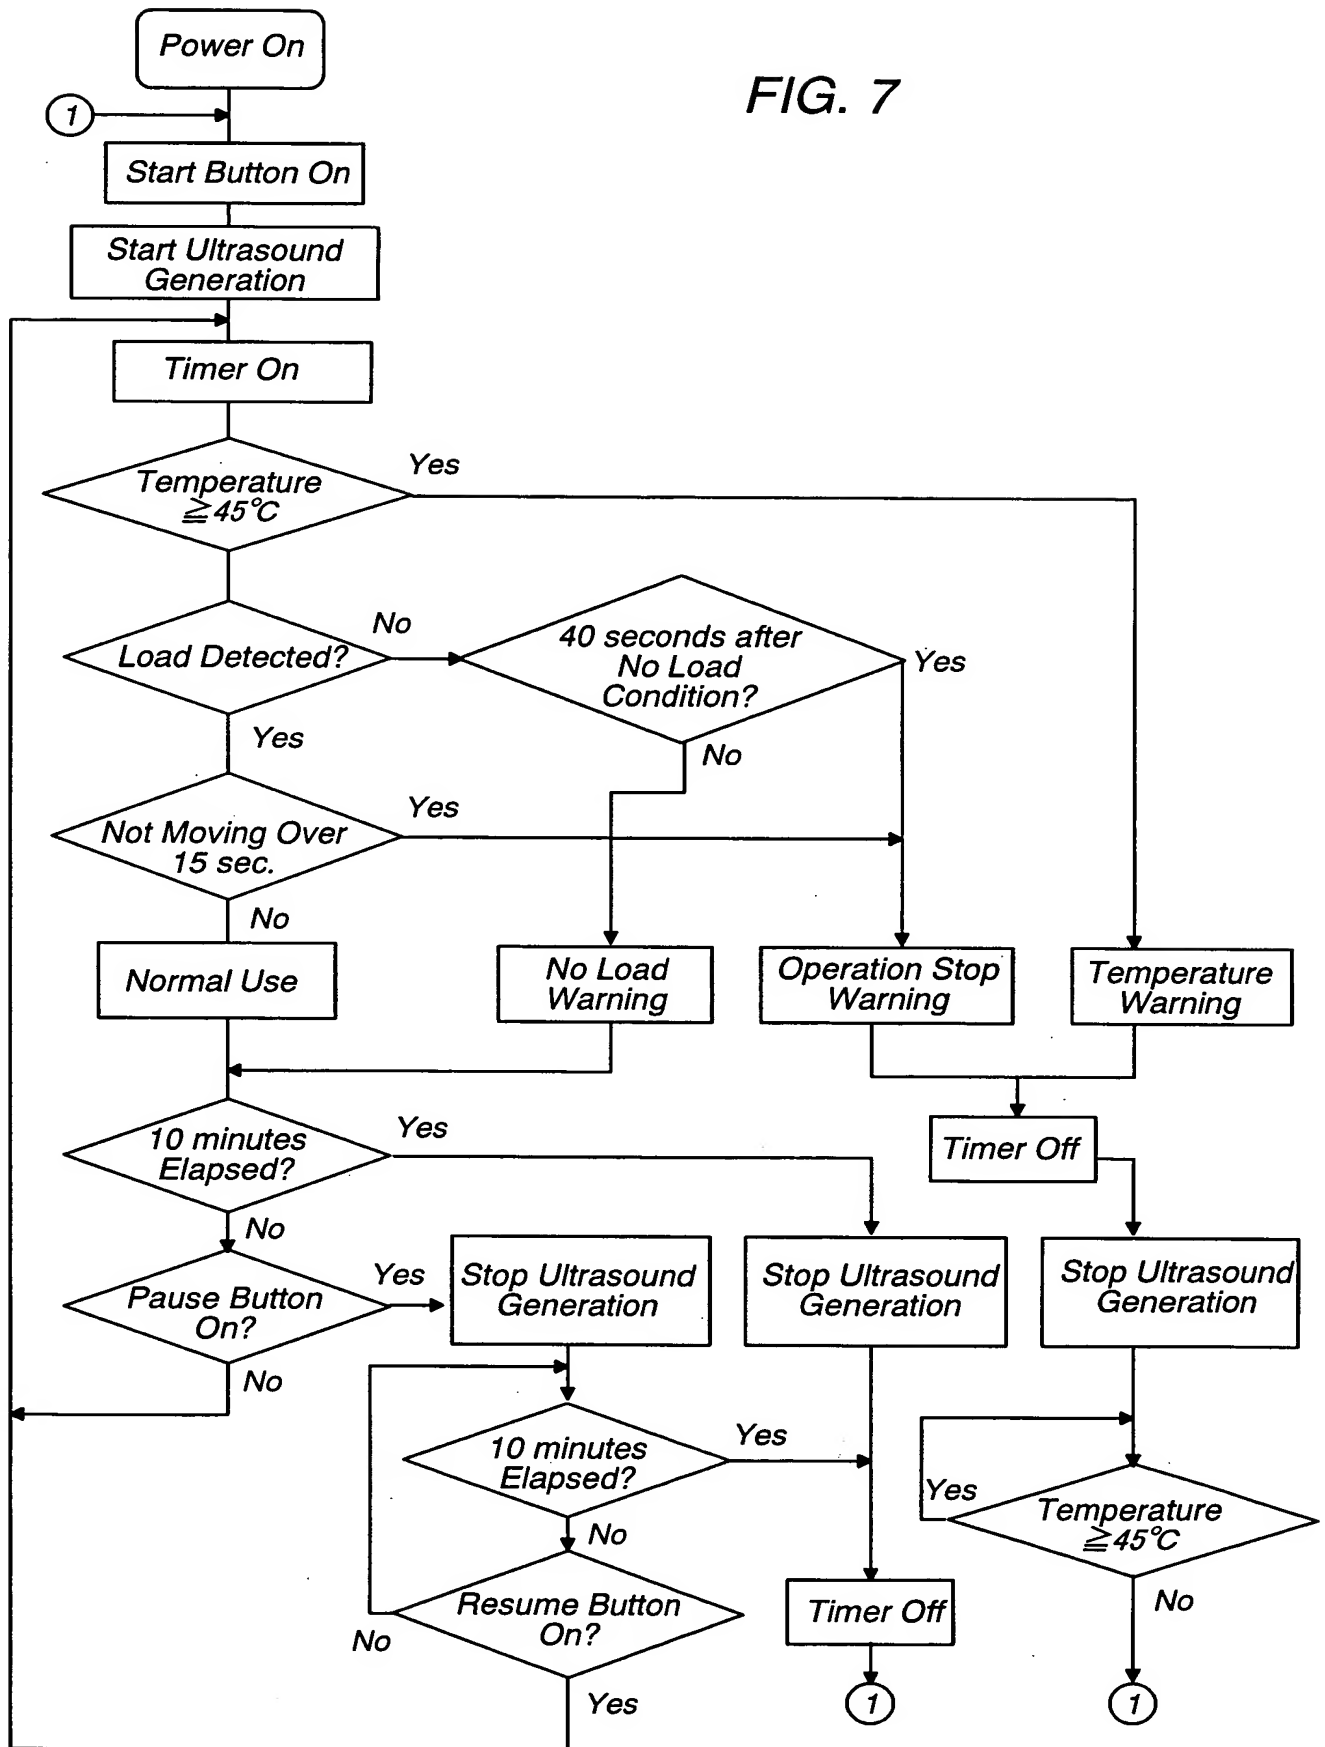 Power On
FIG. 7
1
Start Button On
Start Ultrasound
Generation
Timer On
Temperature
≧45°C
Yes
Load Detected?
No
40 seconds after
No Load
Condition?
Yes
Yes
No
Not Moving Over
15 sec.
Yes
No
Normal Use
No Load
Warning
Operation Stop
Warning
Temperature
Warning
10 minutes
Elapsed?
Yes
Timer Off
No
Pause Button
On?
Yes
Stop Ultrasound
Generation
Stop Ultrasound
Generation
Stop Ultrasound
Generation
No
10 minutes
Elapsed?
Yes
Yes
Temperature
≧45°C
No
Resume Button
On?
Timer Off
No
No
Yes
1
1